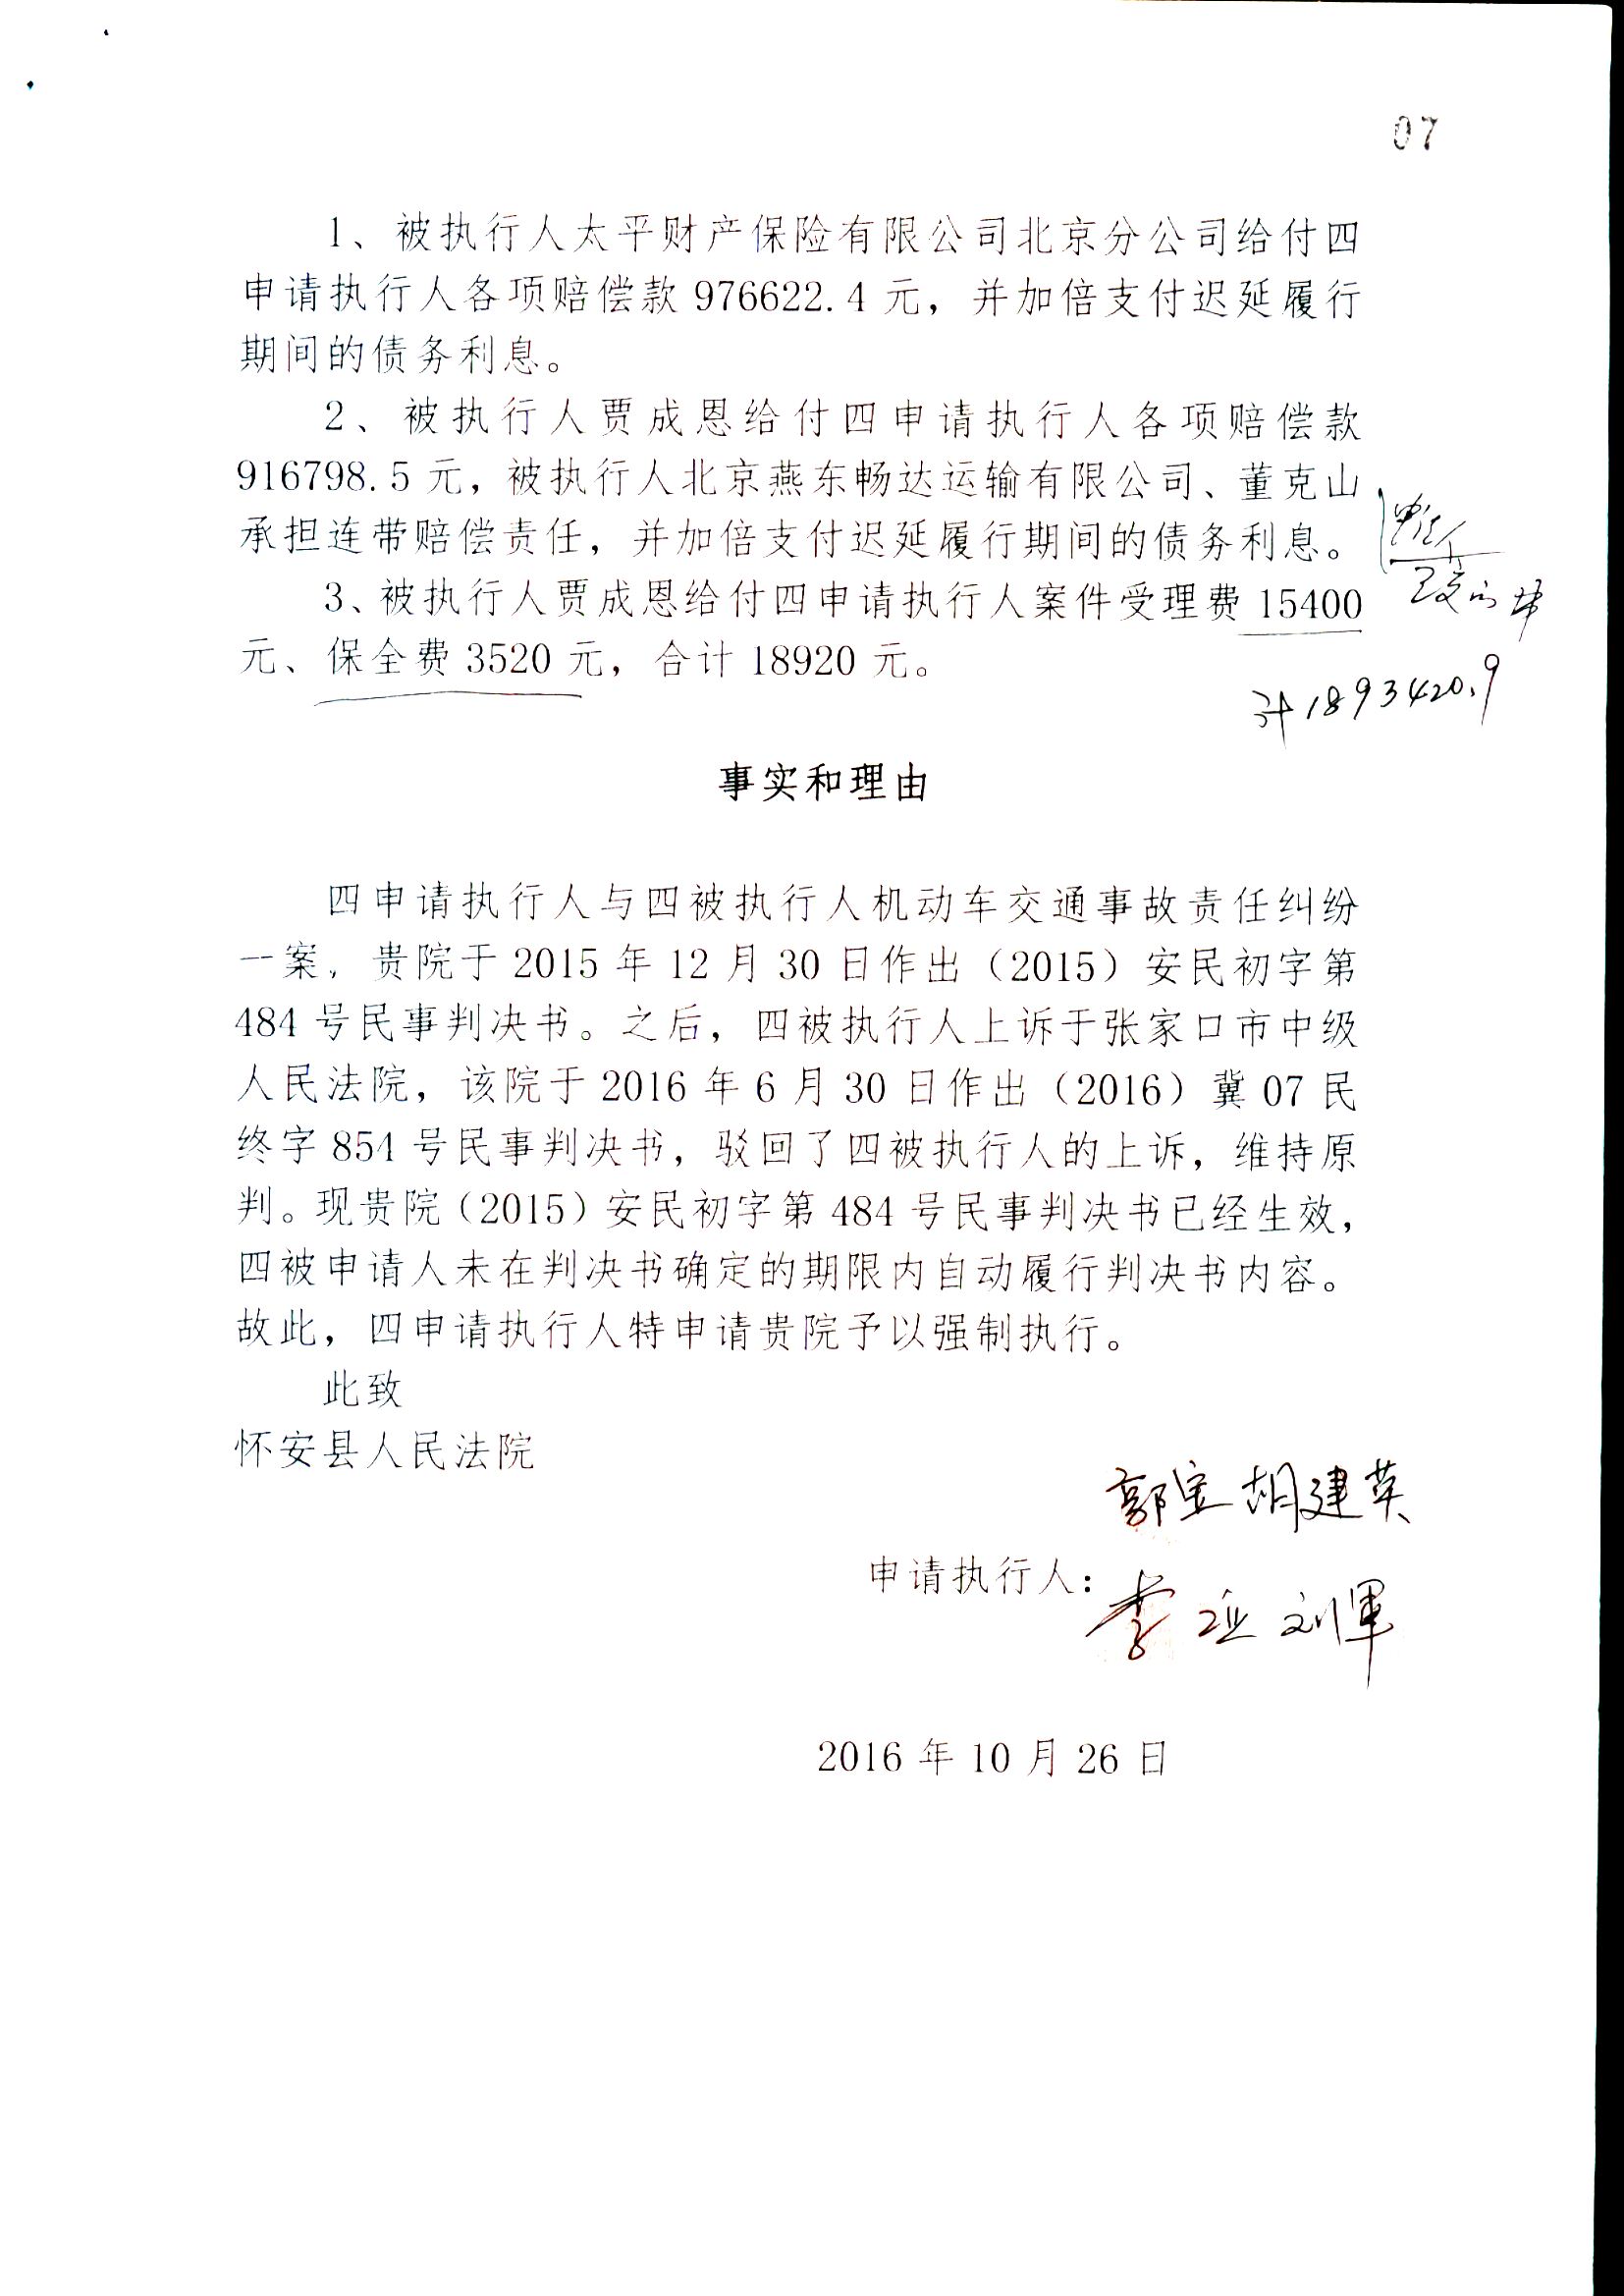 07
1、被执行人太平财产保险有限公司北京分公司给付四
申请执行人各项赔偿款 976622.4 元，并加倍支付迟延履行
期间的债务利息。
2、被执行人贾成恩给付四申请执行人各项赔偿款
916798.5 元，被执行人北京燕东畅达运输有限公司、董克山
承担连带赔偿责任，并加倍支付迟延履行期间的债务利息。
3、被执行人贾成恩给付四申请执行人案件受理费 15400
元、保全费 3520 元，合计 18920 元。
计1893420.9
事实和理由
四申请执行人与四被执行人机动车交通事故责任纠纷
一案，贵院于 2015 年 12 月 30 日作出（2015）安民初字第
484 号民事判决书。之后，四被执行人上诉于张家口市中级
人民法院，该院于 2016 年 6 月 30 日作出（2016）冀 07 民
终字 854 号民事判决书，驳回了四被执行人的上诉，维持原
判。现贵院（2015）安民初字第 484 号民事判决书已经生效，
四被申请人未在判决书确定的期限内自动履行判决书内容。
故此，四申请执行人特申请贵院予以强制执行。
此致
怀安县人民法院
郭宝 胡建英
申请执行人：
李 刘军
2016 年 10 月 26 日